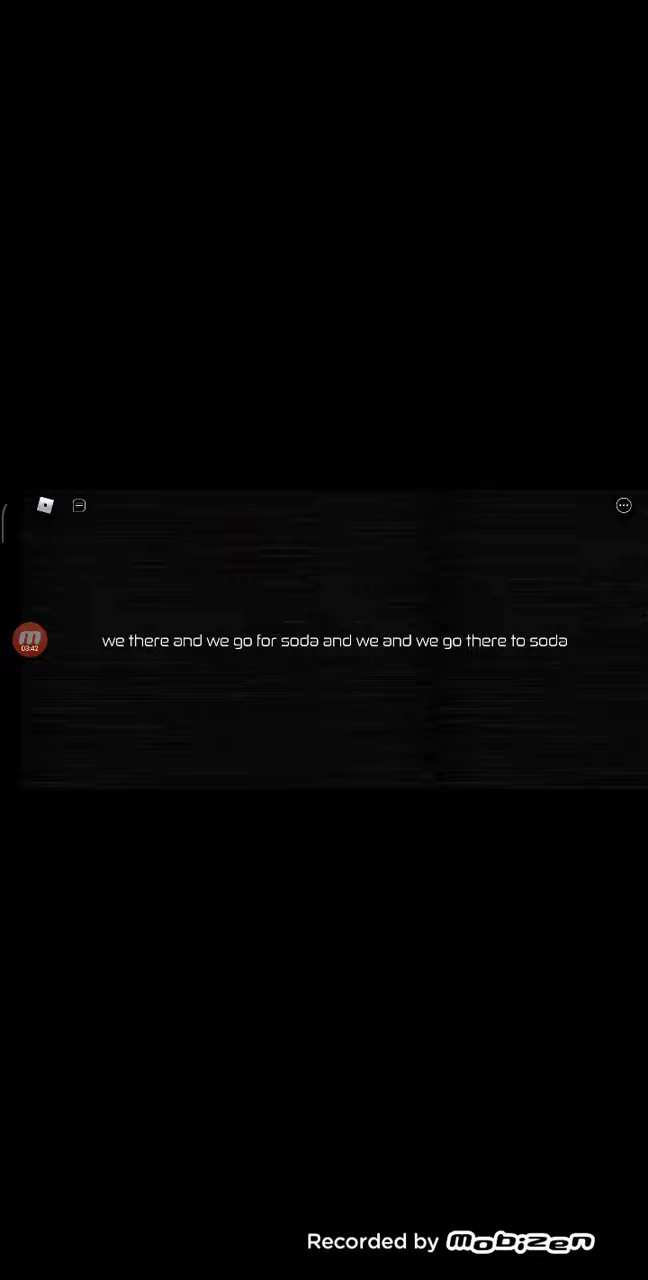 we there and we go for soda and we and we go there to soda
03:42
Recorded by mobizen